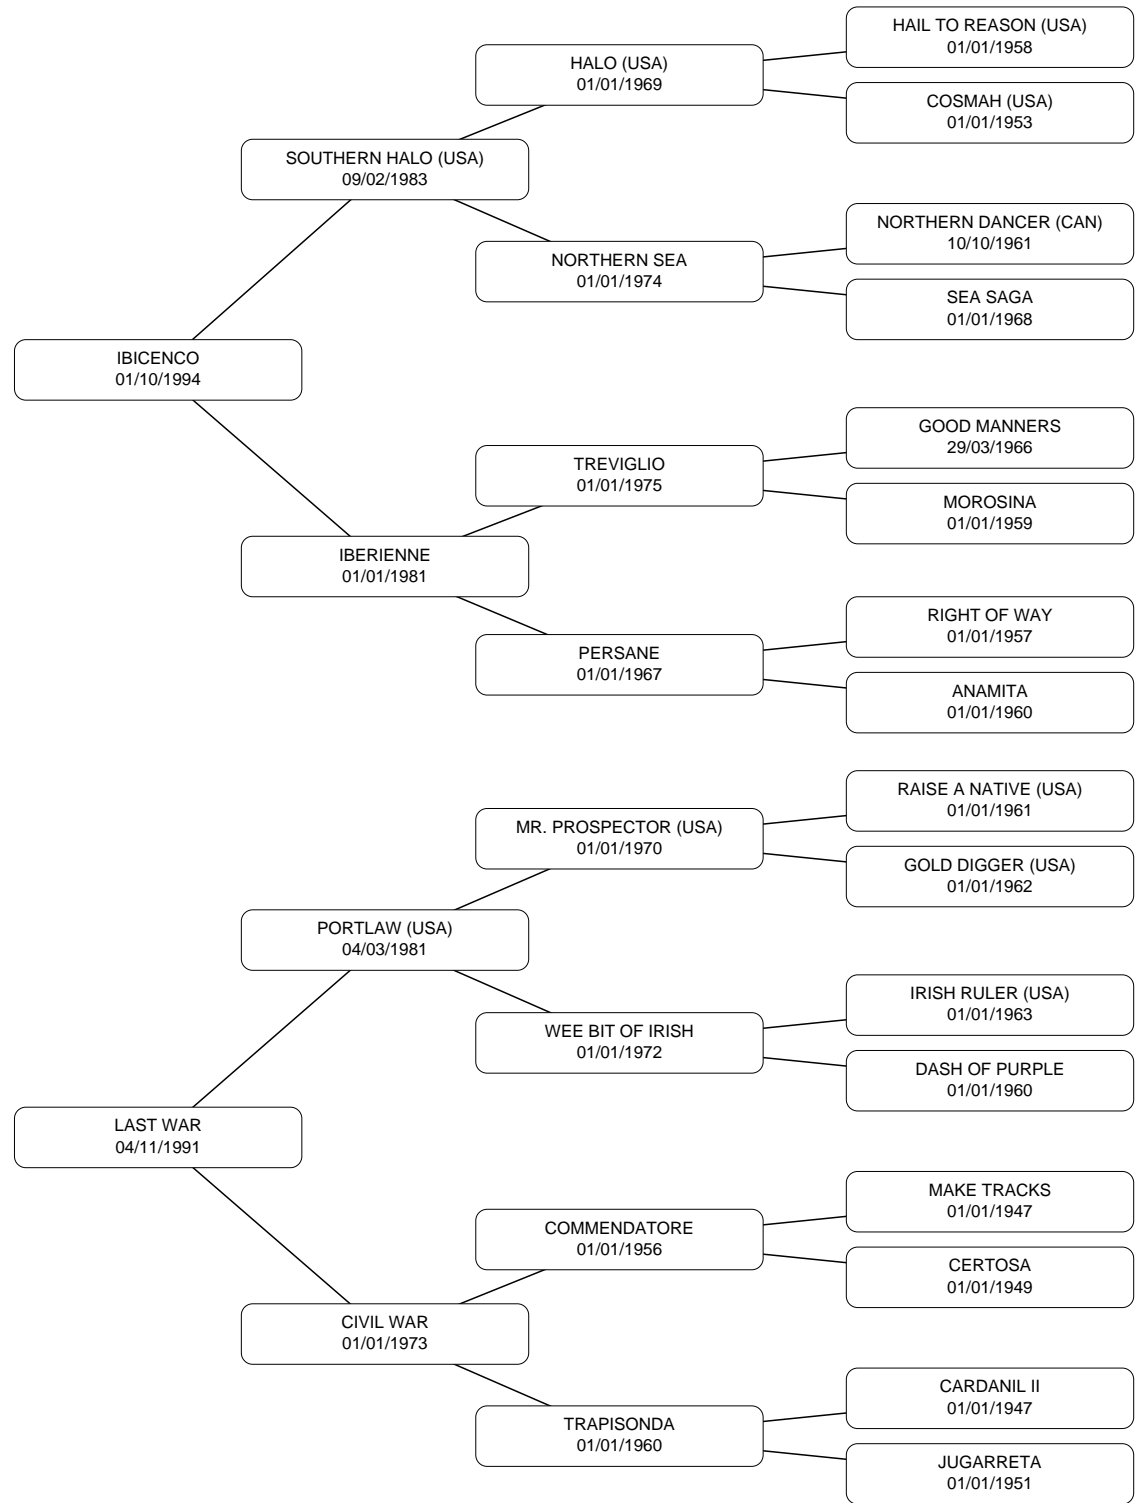 HAIL TO REASON (USA)
01/01/1958
HALO (USA)
01/01/1969
COSMAH (USA)
01/01/1953
SOUTHERN HALO (USA)
09/02/1983
NORTHERN DANCER (CAN)
10/10/1961
NORTHERN SEA
01/01/1974
SEA SAGA
01/01/1968
IBICENCO
01/10/1994
GOOD MANNERS
29/03/1966
TREVIGLIO
01/01/1975
MOROSINA
01/01/1959
IBERIENNE
01/01/1981
RIGHT OF WAY
01/01/1957
PERSANE
01/01/1967
ANAMITA
01/01/1960
RAISE A NATIVE (USA)
01/01/1961
MR. PROSPECTOR (USA)
01/01/1970
GOLD DIGGER (USA)
01/01/1962
PORTLAW (USA)
04/03/1981
IRISH RULER (USA)
01/01/1963
WEE BIT OF IRISH
01/01/1972
DASH OF PURPLE
01/01/1960
LAST WAR
04/11/1991
MAKE TRACKS
01/01/1947
COMMENDATORE
01/01/1956
CERTOSA
01/01/1949
CIVIL WAR
01/01/1973
CARDANIL II
01/01/1947
TRAPISONDA
01/01/1960
JUGARRETA
01/01/1951